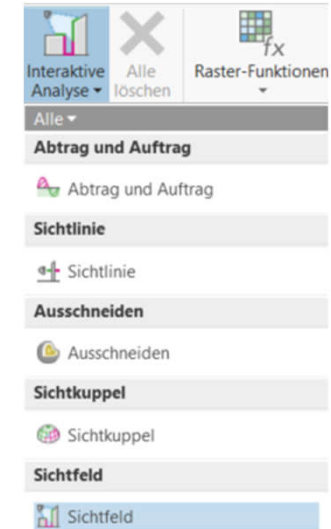 fx
Interaktive Analyse
Alle löschen
Raster-Funktionen
Alle
Abtrag und Auftrag
Abtrag und Auftrag
Sichtlinie
Sichtlinie
Ausschneiden
Ausschneiden
Sichtkuppel
Sichtkuppel
Sichtfeld
Sichtfeld